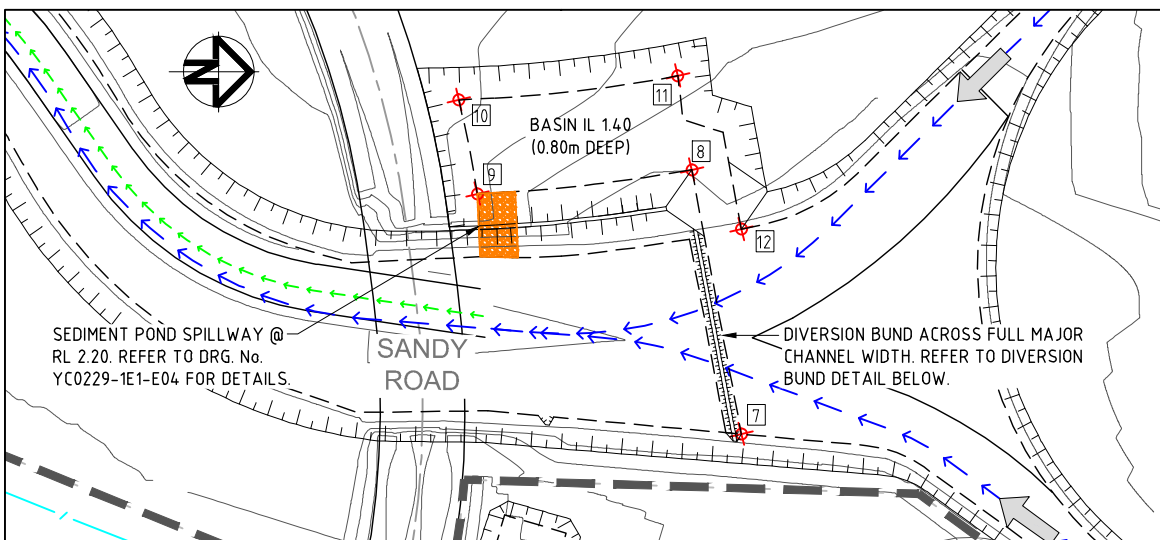 N
11
10
BASIN IL 1.40
(0.80m DEEP)
8
9
12
SEDIMENT POND SPILLWAY @
RL 2.20. REFER TO DRG. No.
YC0229-1E1-E04 FOR DETAILS.
SANDY
ROAD
DIVERSION BUND ACROSS FULL MAJOR
CHANNEL WIDTH. REFER TO DIVERSION
BUND DETAIL BELOW.
7